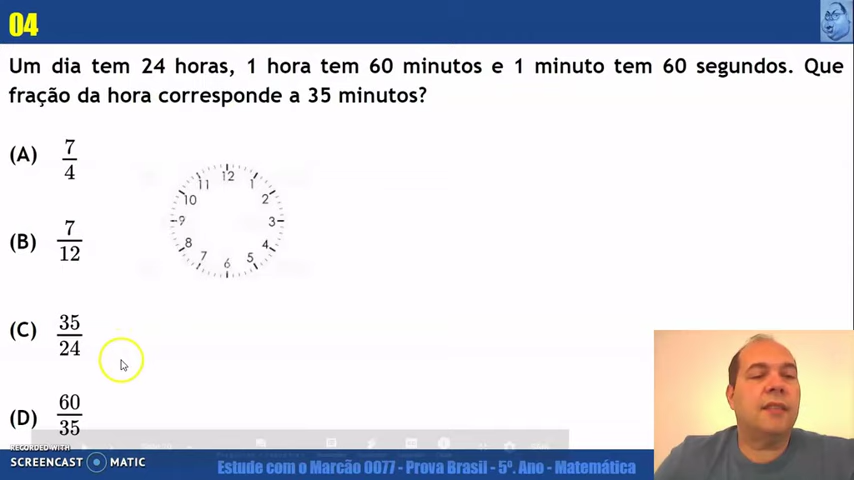 04
Um dia tem 24 horas, 1 hora tem 60 minutos e 1 minuto tem 60 segundos. Que
fração da hora corresponde a 35 minutos?
(A) 7/4
(B) 7/12
(C) 35/24
(D) 60/35
12
11 1
10 2
9 3
8 4
7 5
6
RECORDED WITH
SCREENCAST MATIC
Estude com o Marcão 0077 - Prova Brasil - 5º. Ano - Matemática